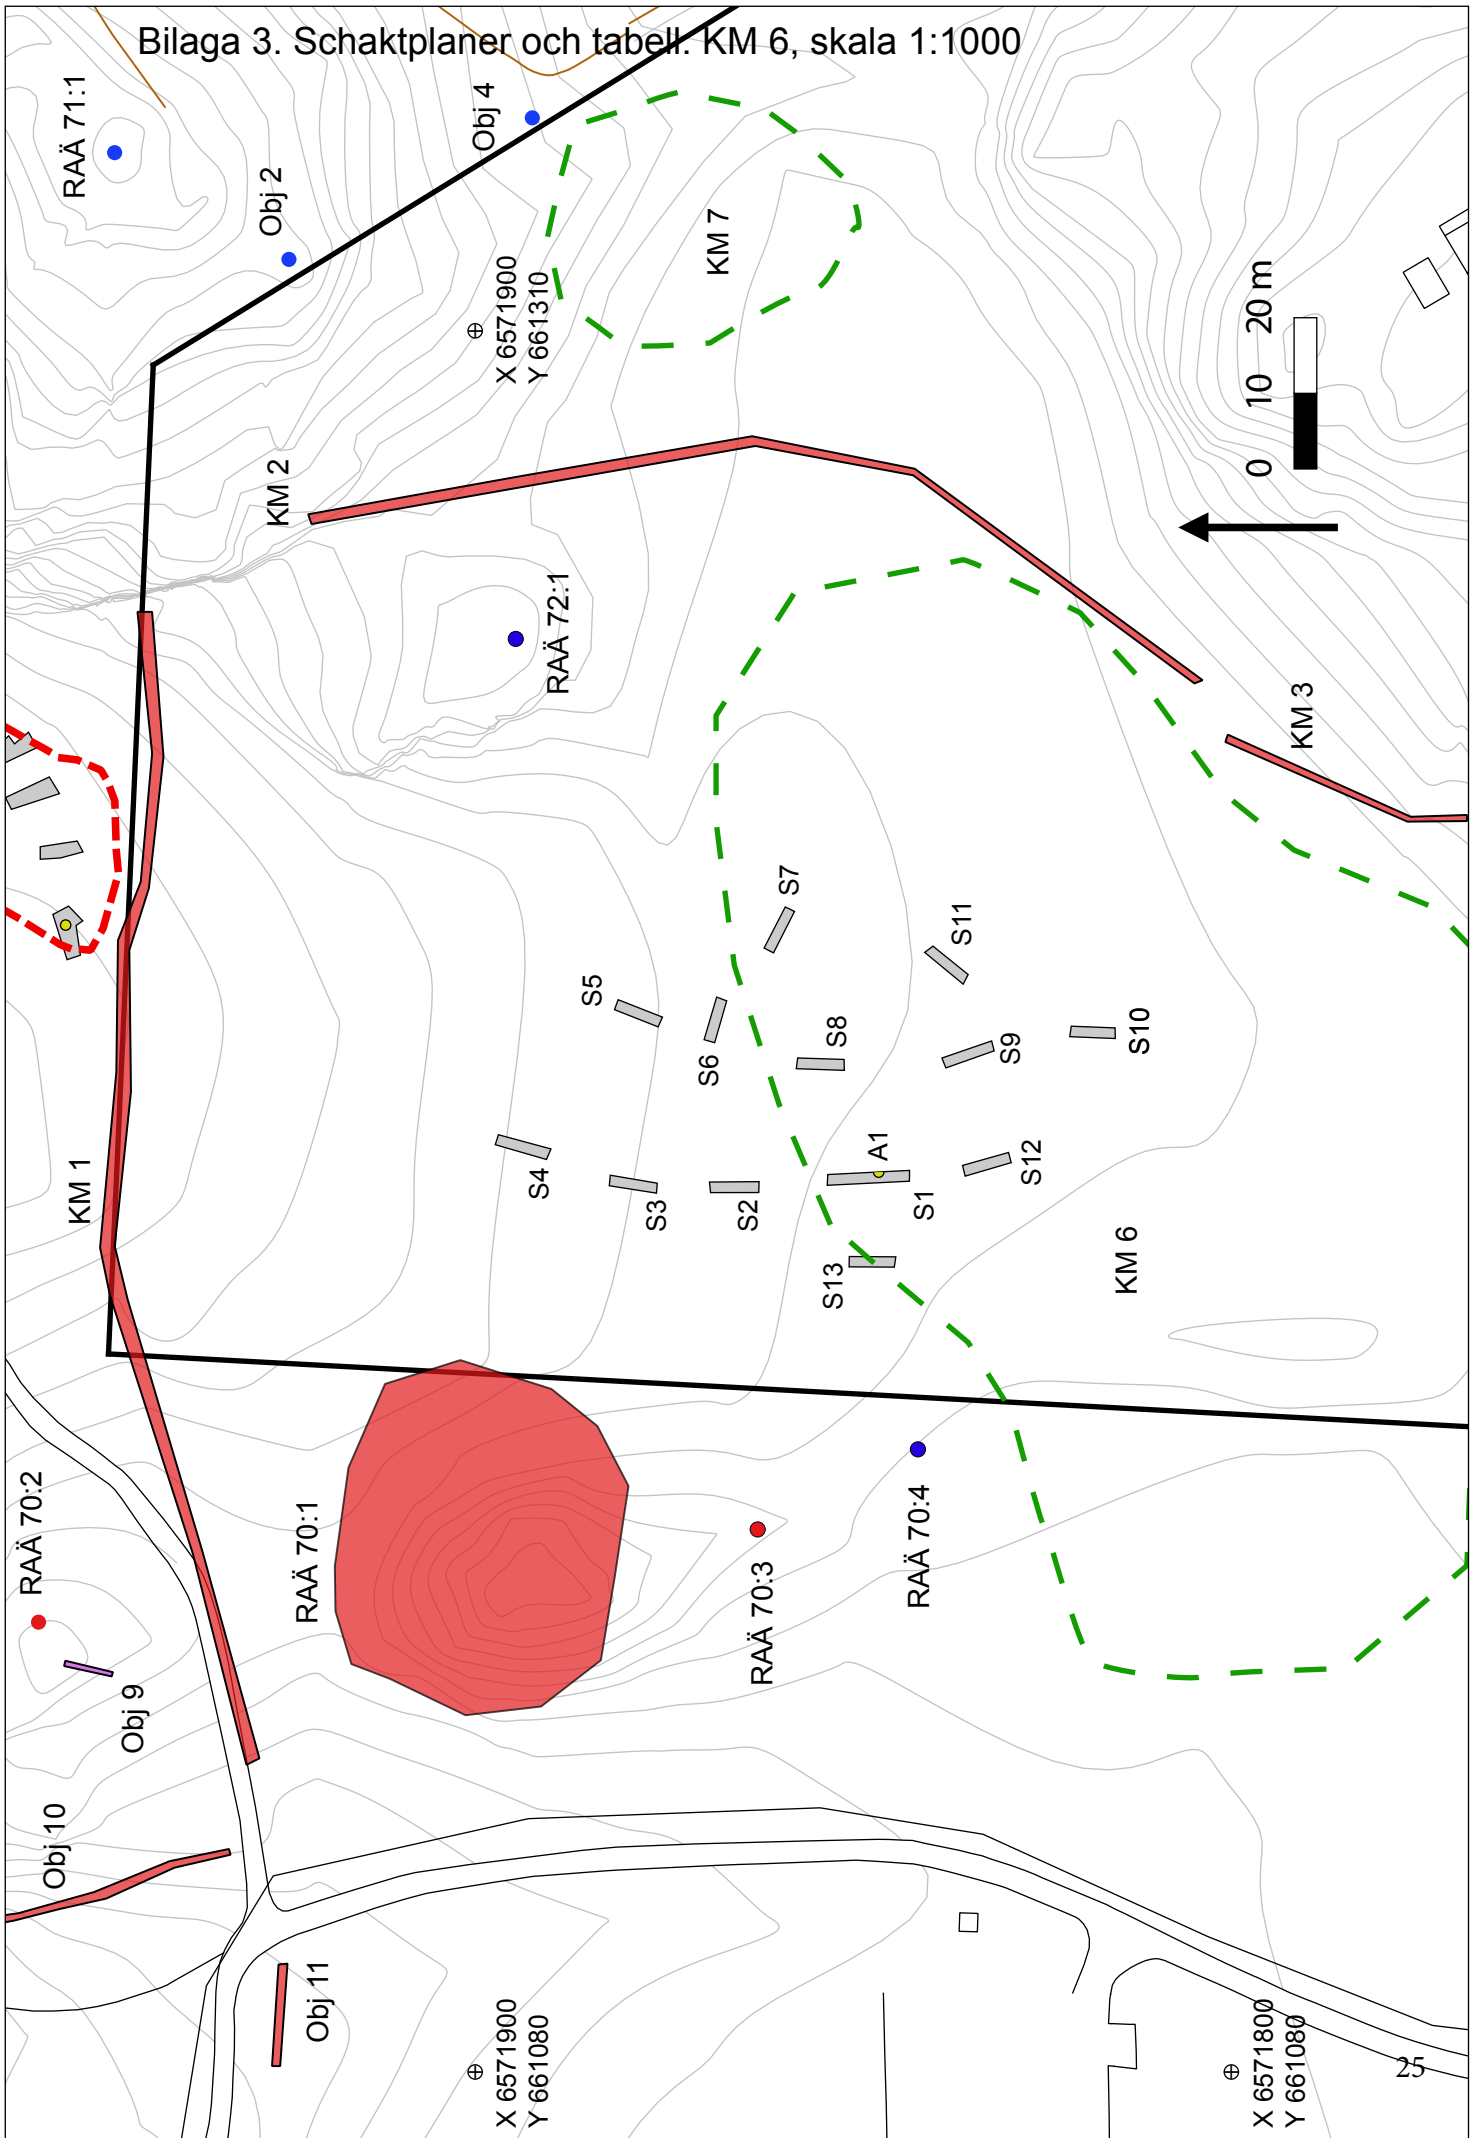 Bilaga 3. Schaktplaner och tabell. KM 6, skala 1:1000
RAÄ 71:1
Obj 4
Obj 2
KM 7
X 6571900
Y 661310
0 10 20 m
KM 2
RAÄ 72:1
KM 3
S7
S11
S5
S8
S6
S9
S10
A1
S4
S3
S2
S1
S12
KM 1
S13
KM 6
RAÄ 70:2
RAÄ 70:1
RAÄ 70:3
RAÄ 70:4
Obj 9
Obj 10
Obj 11
X 6571900
Y 661080
X 6571800
Y 661080
25